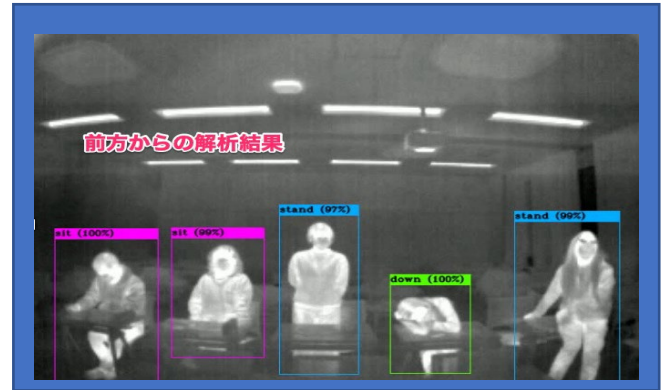 前方からの解析結果
stand (97%)
stand (99%)
sit (100%)
sit (99%)
down (100%)